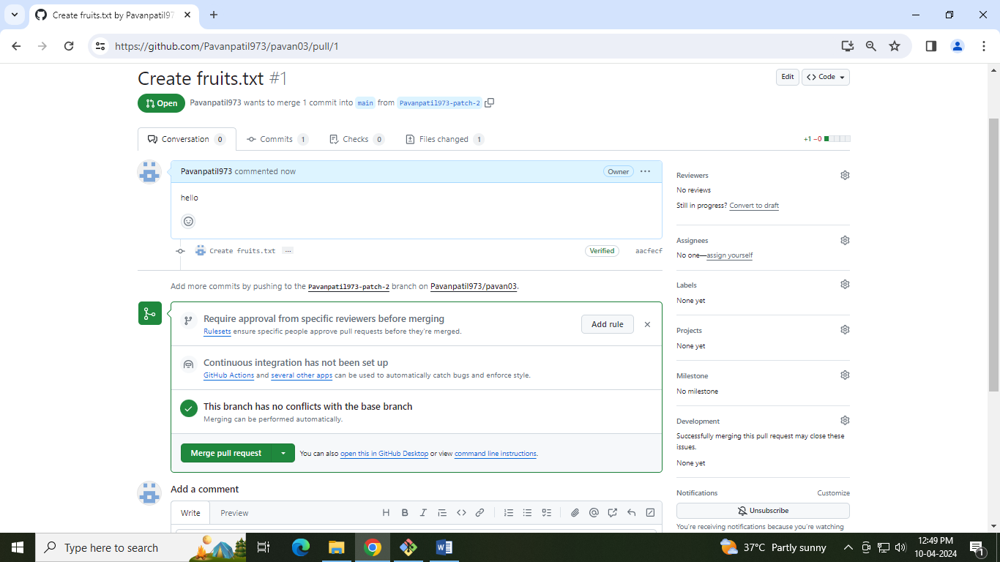 Create fruits.txt by Pavanpatil97
https://github.com/Pavanpatil973/pavan03/pull/1
Create fruits.txt #1
Edit
<> Code
Open
Pavanpatil973 wants to merge 1 commit into main from Pavanpatil973-patch-2
Conversation 0
Commits 1
Checks 0
Files changed 1
+1 −0
Pavanpatil973 commented now
Owner
hello
Create fruits.txt ...
Verified
aacfecf
Add more commits by pushing to the Pavanpatil973-patch-2 branch on Pavanpatil973/pavan03.
Require approval from specific reviewers before merging
Rulesets ensure specific people approve pull requests before they're merged.
Add rule
Continuous integration has not been set up
GitHub Actions and several other apps can be used to automatically catch bugs and enforce style.
This branch has no conflicts with the base branch
Merging can be performed automatically.
Merge pull request
You can also open this in GitHub Desktop or view command line instructions.
Add a comment
Write
Preview
H B I
Reviewers
No reviews
Still in progress? Convert to draft
Assignees
No one—assign yourself
Labels
None yet
Projects
None yet
Milestone
No milestone
Development
Successfully merging this pull request may close these
issues.
None yet
Notifications
Customize
Unsubscribe
You're receiving notifications because you're watching
Type here to search
37°C Partly sunny
12:49 PM
10-04-2024
1